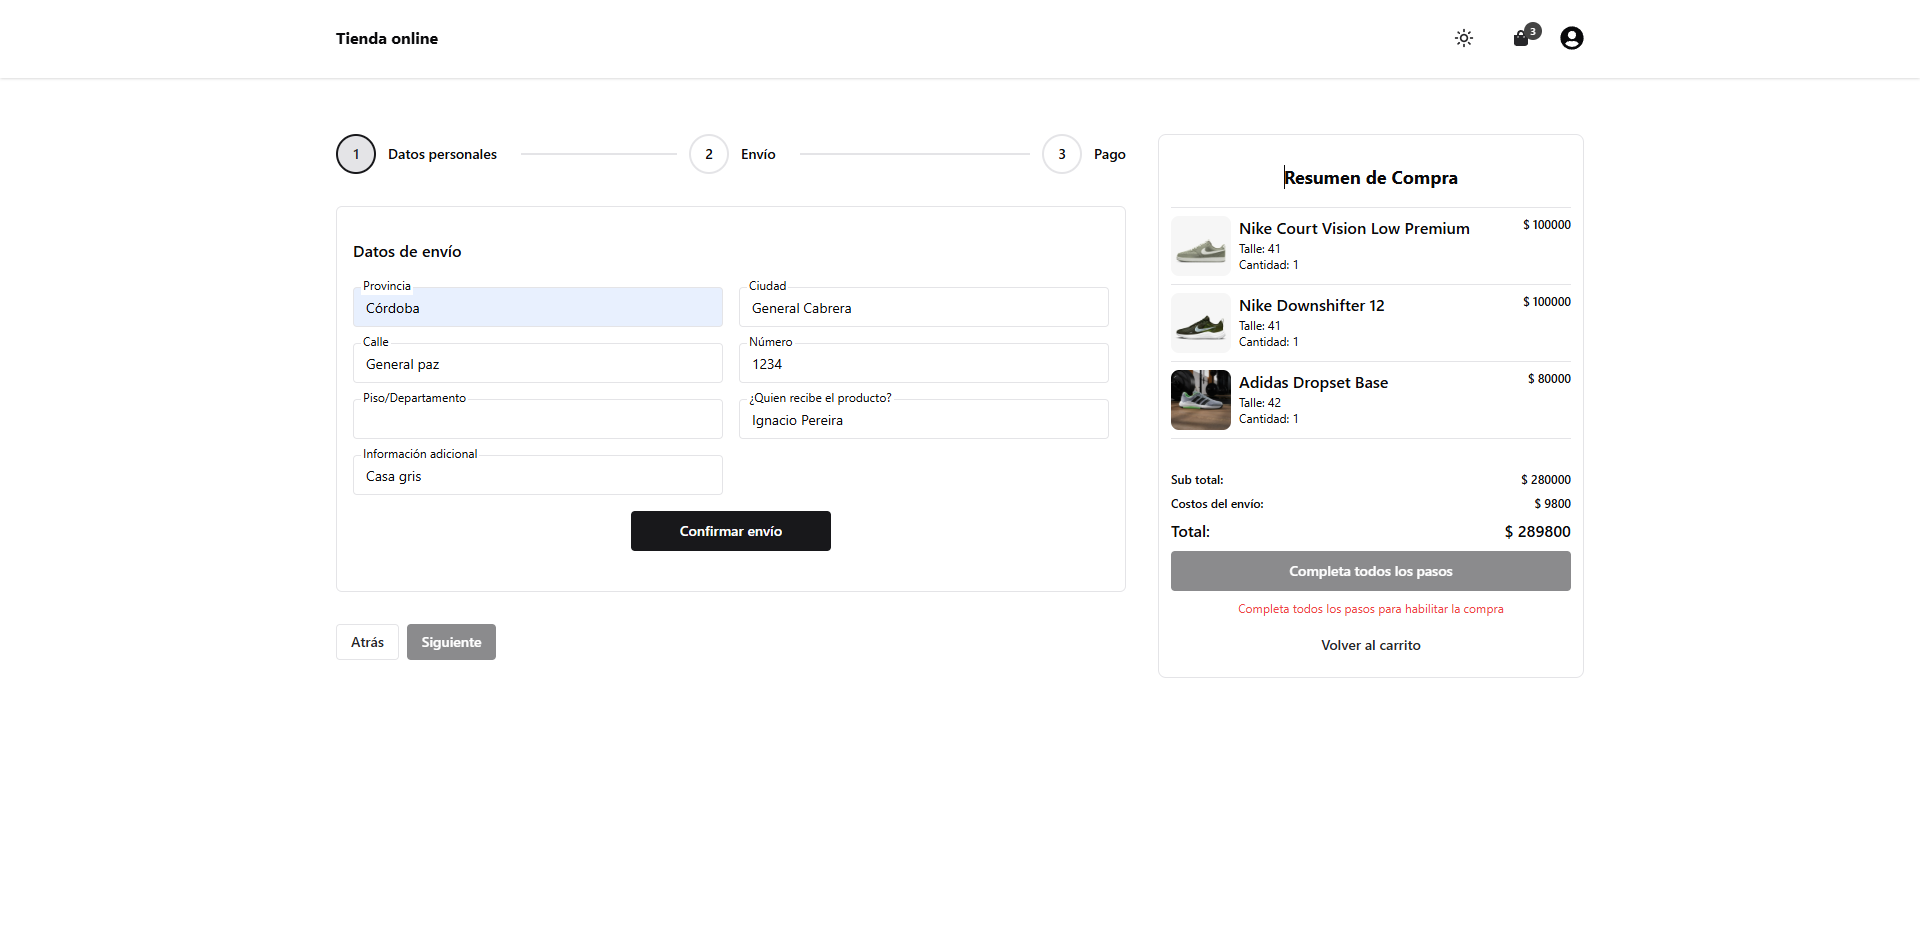 Tienda online
3
1 Datos personales
2 Envío
3 Pago
Datos de envío
Provincia
Córdoba
Ciudad
General Cabrera
Calle
General paz
Número
1234
Piso/Departamento
¿Quien recibe el producto?
Ignacio Pereira
Información adicional
Casa gris
Confirmar envío
Atrás
Siguiente
Resumen de Compra
Nike Court Vision Low Premium
$ 100000
Talle: 41
Cantidad: 1
Nike Downshifter 12
$ 100000
Talle: 41
Cantidad: 1
Adidas Dropset Base
$ 80000
Talle: 42
Cantidad: 1
Sub total: $ 280000
Costos del envío: $ 9800
Total: $ 289800
Completa todos los pasos
Completa todos los pasos para habilitar la compra
Volver al carrito